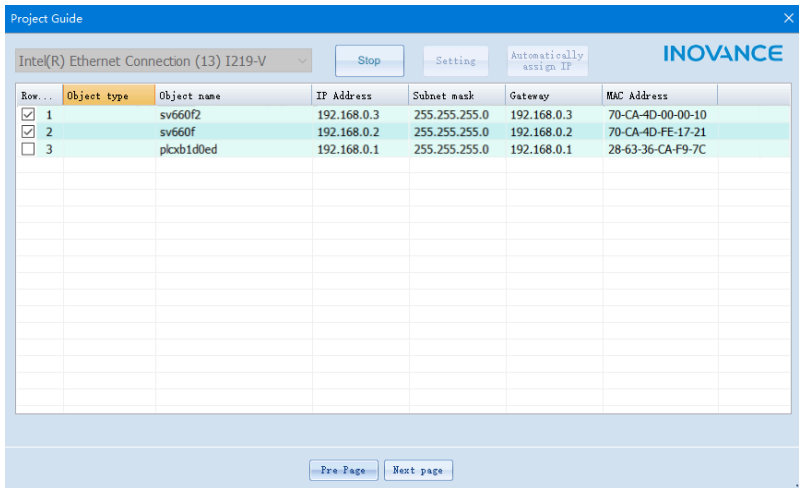 Project Guide
Intel(R) Ethernet Connection (13) I219-V Stop Setting Automatically assign IP INOVANCE
Row... Object type Object name IP Address Subnet mask Gateway MAC Address
1 sv660f2 192.168.0.3 255.255.255.0 192.168.0.3 70-CA-4D-00-00-10
2 sv660f 192.168.0.2 255.255.255.0 192.168.0.2 70-CA-4D-FE-17-21
3 plcxb1d0ed 192.168.0.1 255.255.255.0 192.168.0.1 28-63-36-CA-F9-7C
Pre Page Next page